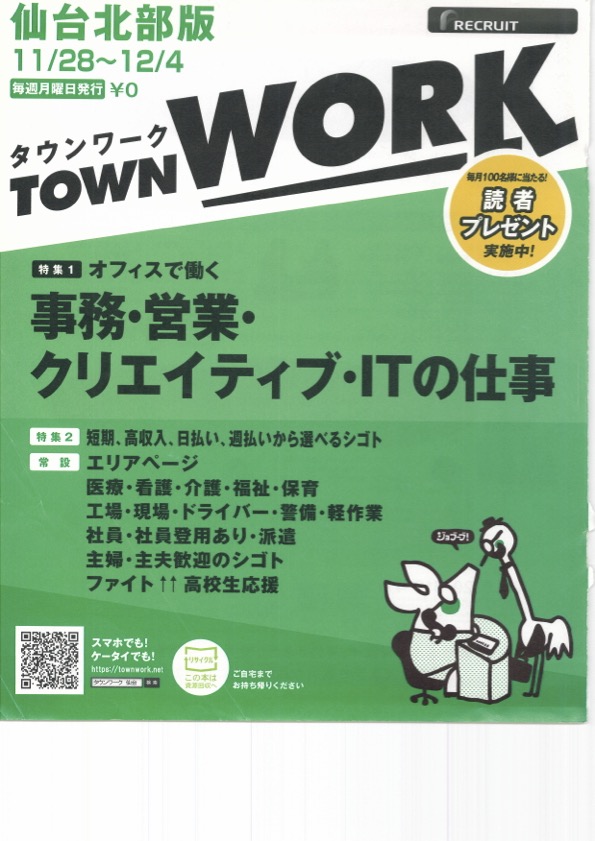 仙台北部版
RECRUIT
11/28～12/4
毎週月曜日発行 ¥0
タウンワーク
TOWN WORK
毎月100名様に当たる!
読者
プレゼント
実施中!
特集1 オフィスで働く
事務・営業・
クリエイティブ・ITの仕事
特集2 短期、高収入、日払い、週払いから選べるシゴト
常設 エリアページ
医療・看護・介護・福祉・保育
工場・現場・ドライバー・警備・軽作業
社員・社員登用あり・派遣
主婦・主夫歓迎のシゴト
ファイト↑↑高校生応援
ジョブーブ!
スマホでも!
ケータイでも!
https://townwork.net
タウンワーク 仙台 検索
リサイクル
この本は
資源回収へ
ご自宅まで
お持ち帰りください